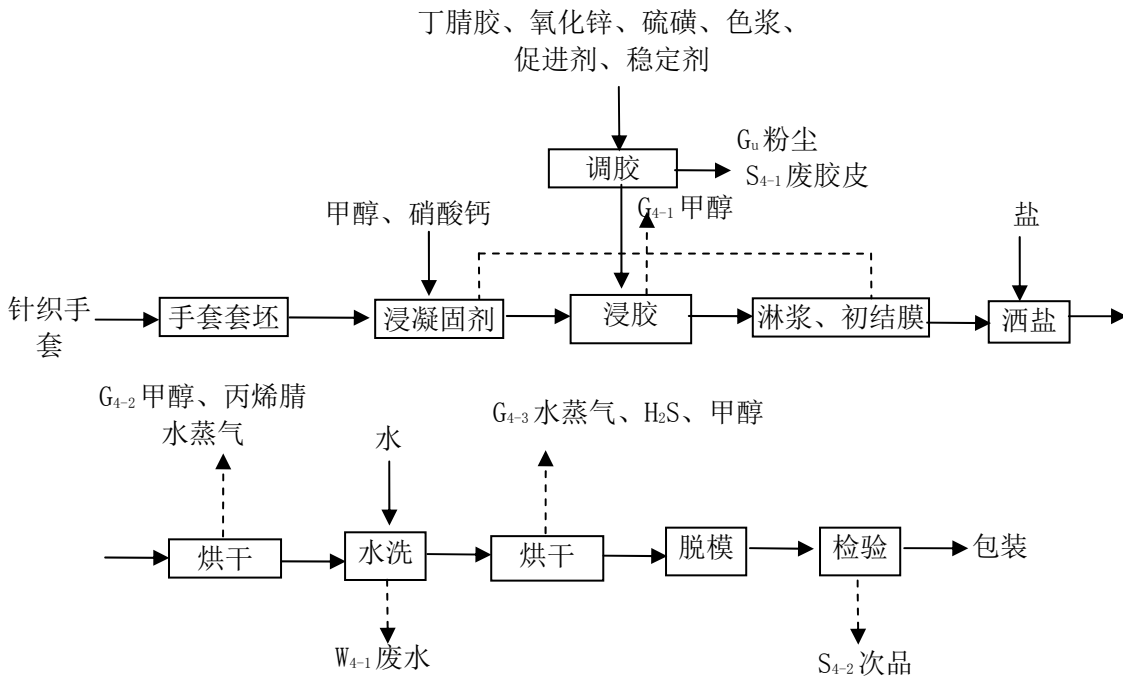 丁腈胶、氧化锌、硫磺、色浆、
促进剂、稳定剂
Gu粉尘
调胶
S4-1废胶皮
甲醇、硝酸钙
G4-1甲醇
盐
针织手
套
手套套坯
浸凝固剂
浸胶
淋浆、初结膜
洒盐
G4-2甲醇、丙烯腈
水蒸气
水
G4-3水蒸气、H2S、甲醇
烘干
水洗
烘干
脱模
检验
包装
W4-1废水
S4-2次品